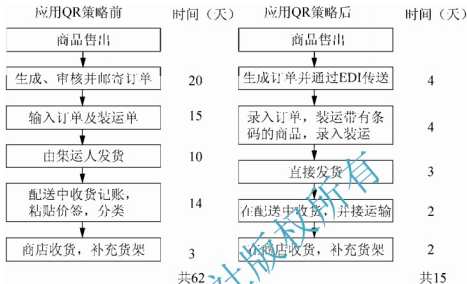 应用QR策略前 时间（天） 应用QR策略后 时间（天）
商品售出 商品售出
生成、审核并邮寄订单 20 生成订单并通过EDI传送 4
输入订单及装运单 15 录入订单，装运带有条
码的商品，录入装运 4
由集运人发货 10 直接发货 3
配送中收货记账，
粘贴价签，分类 14 在配送中收货，并接运输 2
商店收货，补充货架 3 在商店收货，补充货架 2
共62 共15
社版权所有